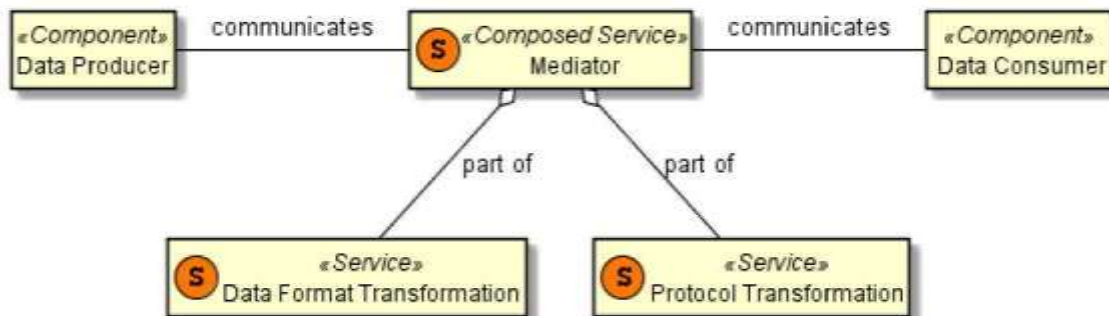 «Component»
Data Producer
communicates
S
«Composed Service»
Mediator
communicates
«Component»
Data Consumer
part of
part of
S
«Service»
Data Format Transformation
S
«Service»
Protocol Transformation